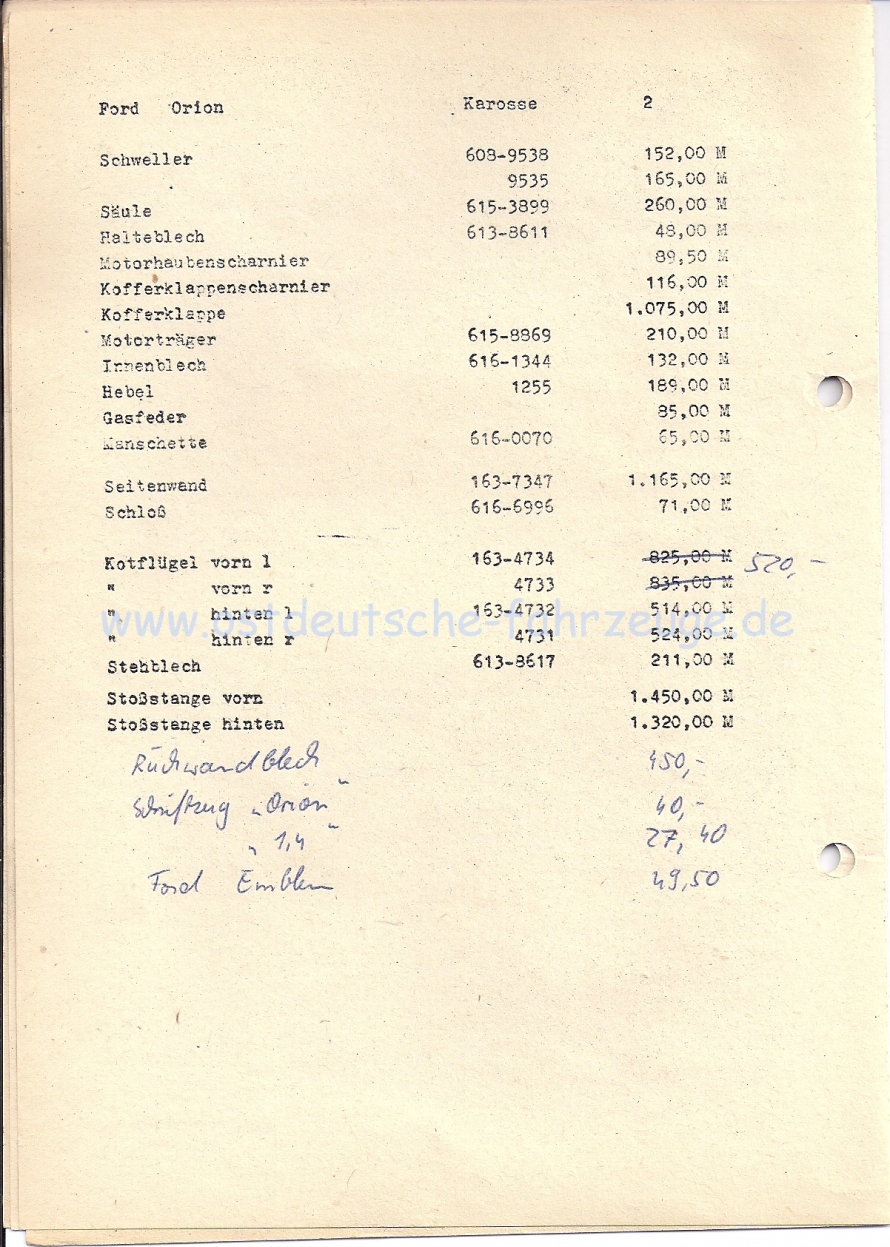 Ford Orion Karosse 2
Schweller 608-9538 152,00 M
9535 165,00 M
Säule 615-3899 260,00 M
Halteblech 613-8611 48,00 M
Motorhaubenscharnier 89,50 M
Kofferklappenscharnier 116,00 M
Kofferklappe 1.075,00 M
Motorträger 615-8869 210,00 M
Innenblech 616-1344 132,00 M
Hebel 1255 189,00 M
Gasfeder 85,00 M
Manschette 616-0070 65,00 M
Seitenwand 163-7347 1.165,00 M
Schloß 616-6996 71,00 M
Kotflügel vorn l 163-4734 825,00 M 520,-
" vorn r 4733 835,00 M
" hinten l 163-4732 514,00 M
www.ostdeutsche-fahrzeuge.de
" hinten r 4731 524,00 M
Stehblech 613-8617 211,00 M
Stoßstange vorn 1.450,00 M
Stoßstange hinten 1.320,00 M
Rückwandblech 450,-
Schriftzug „Orion" 40,-
„1,4" 27,40
Ford Emblem 49,50